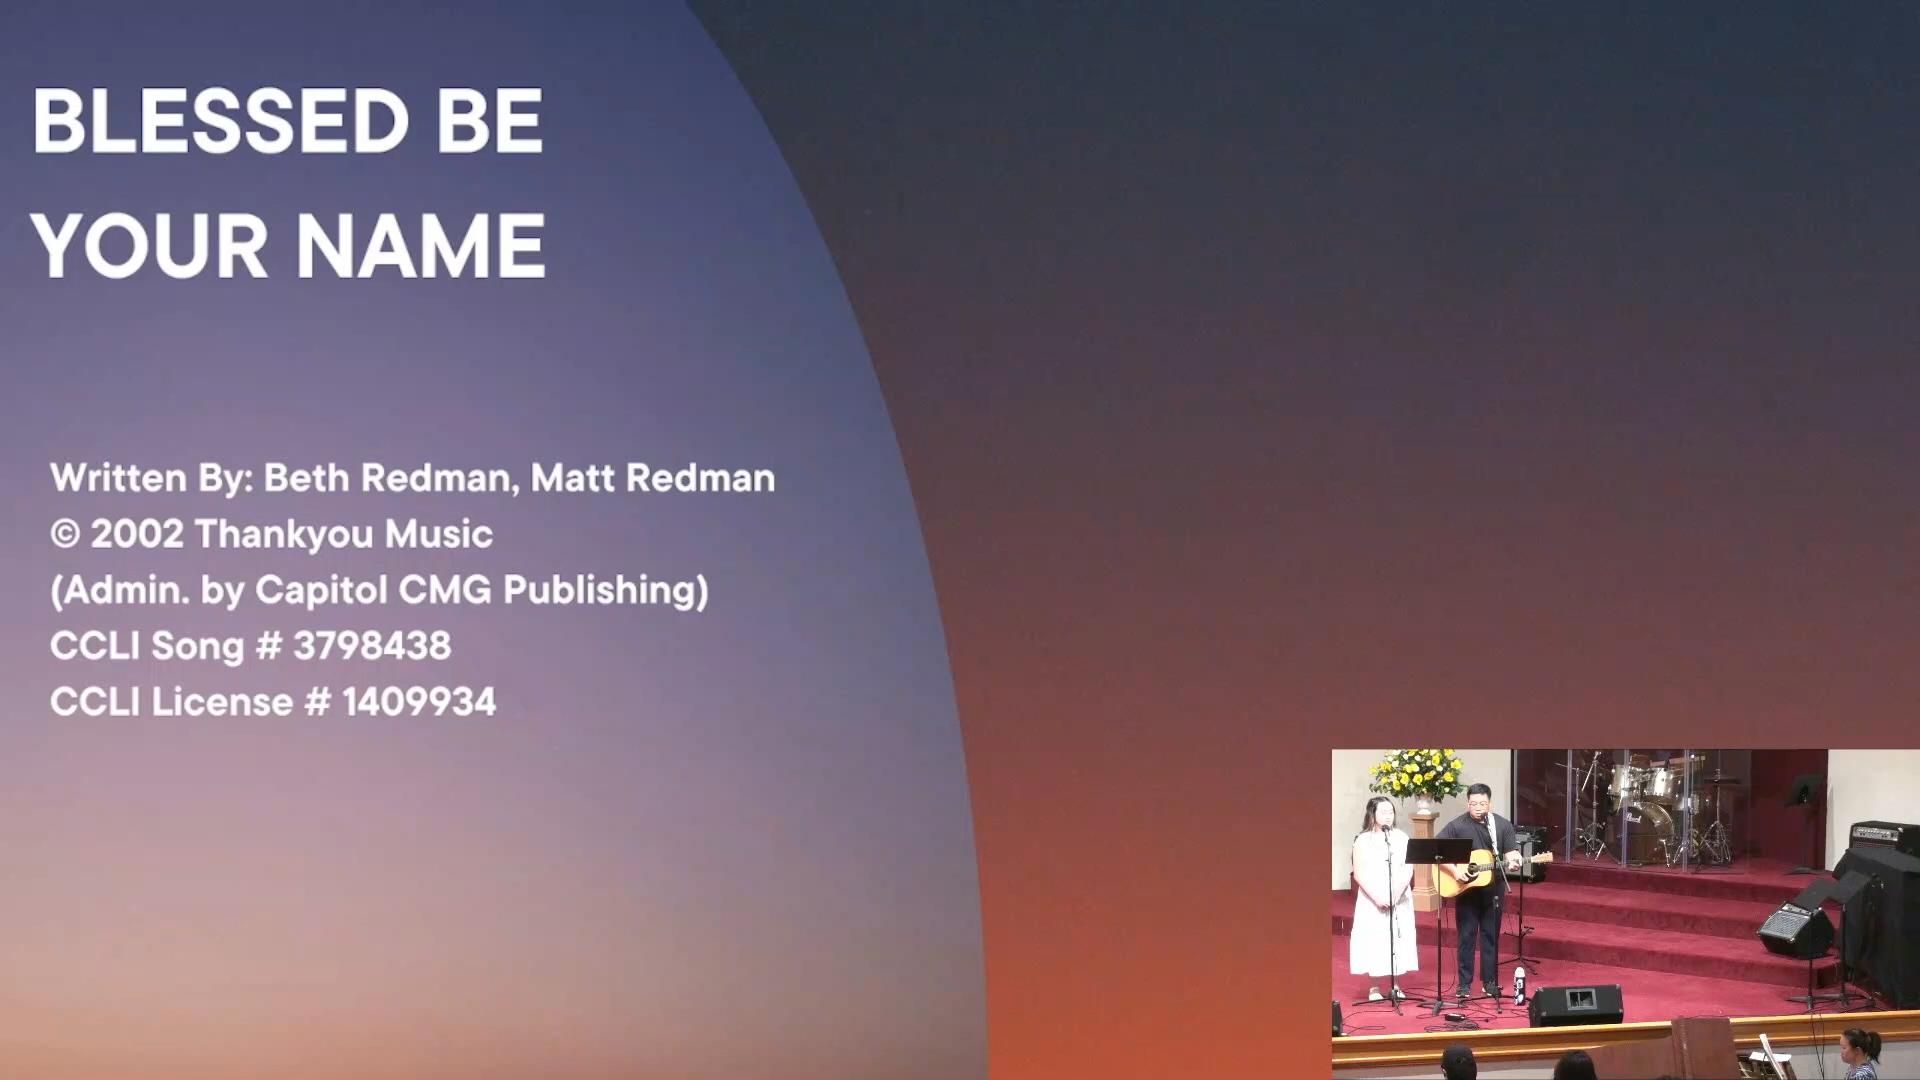 BLESSED BE
YOUR NAME
Written By: Beth Redman, Matt Redman
© 2002 Thankyou Music
(Admin. by Capitol CMG Publishing)
CCLI Song # 3798438
CCLI License # 1409934